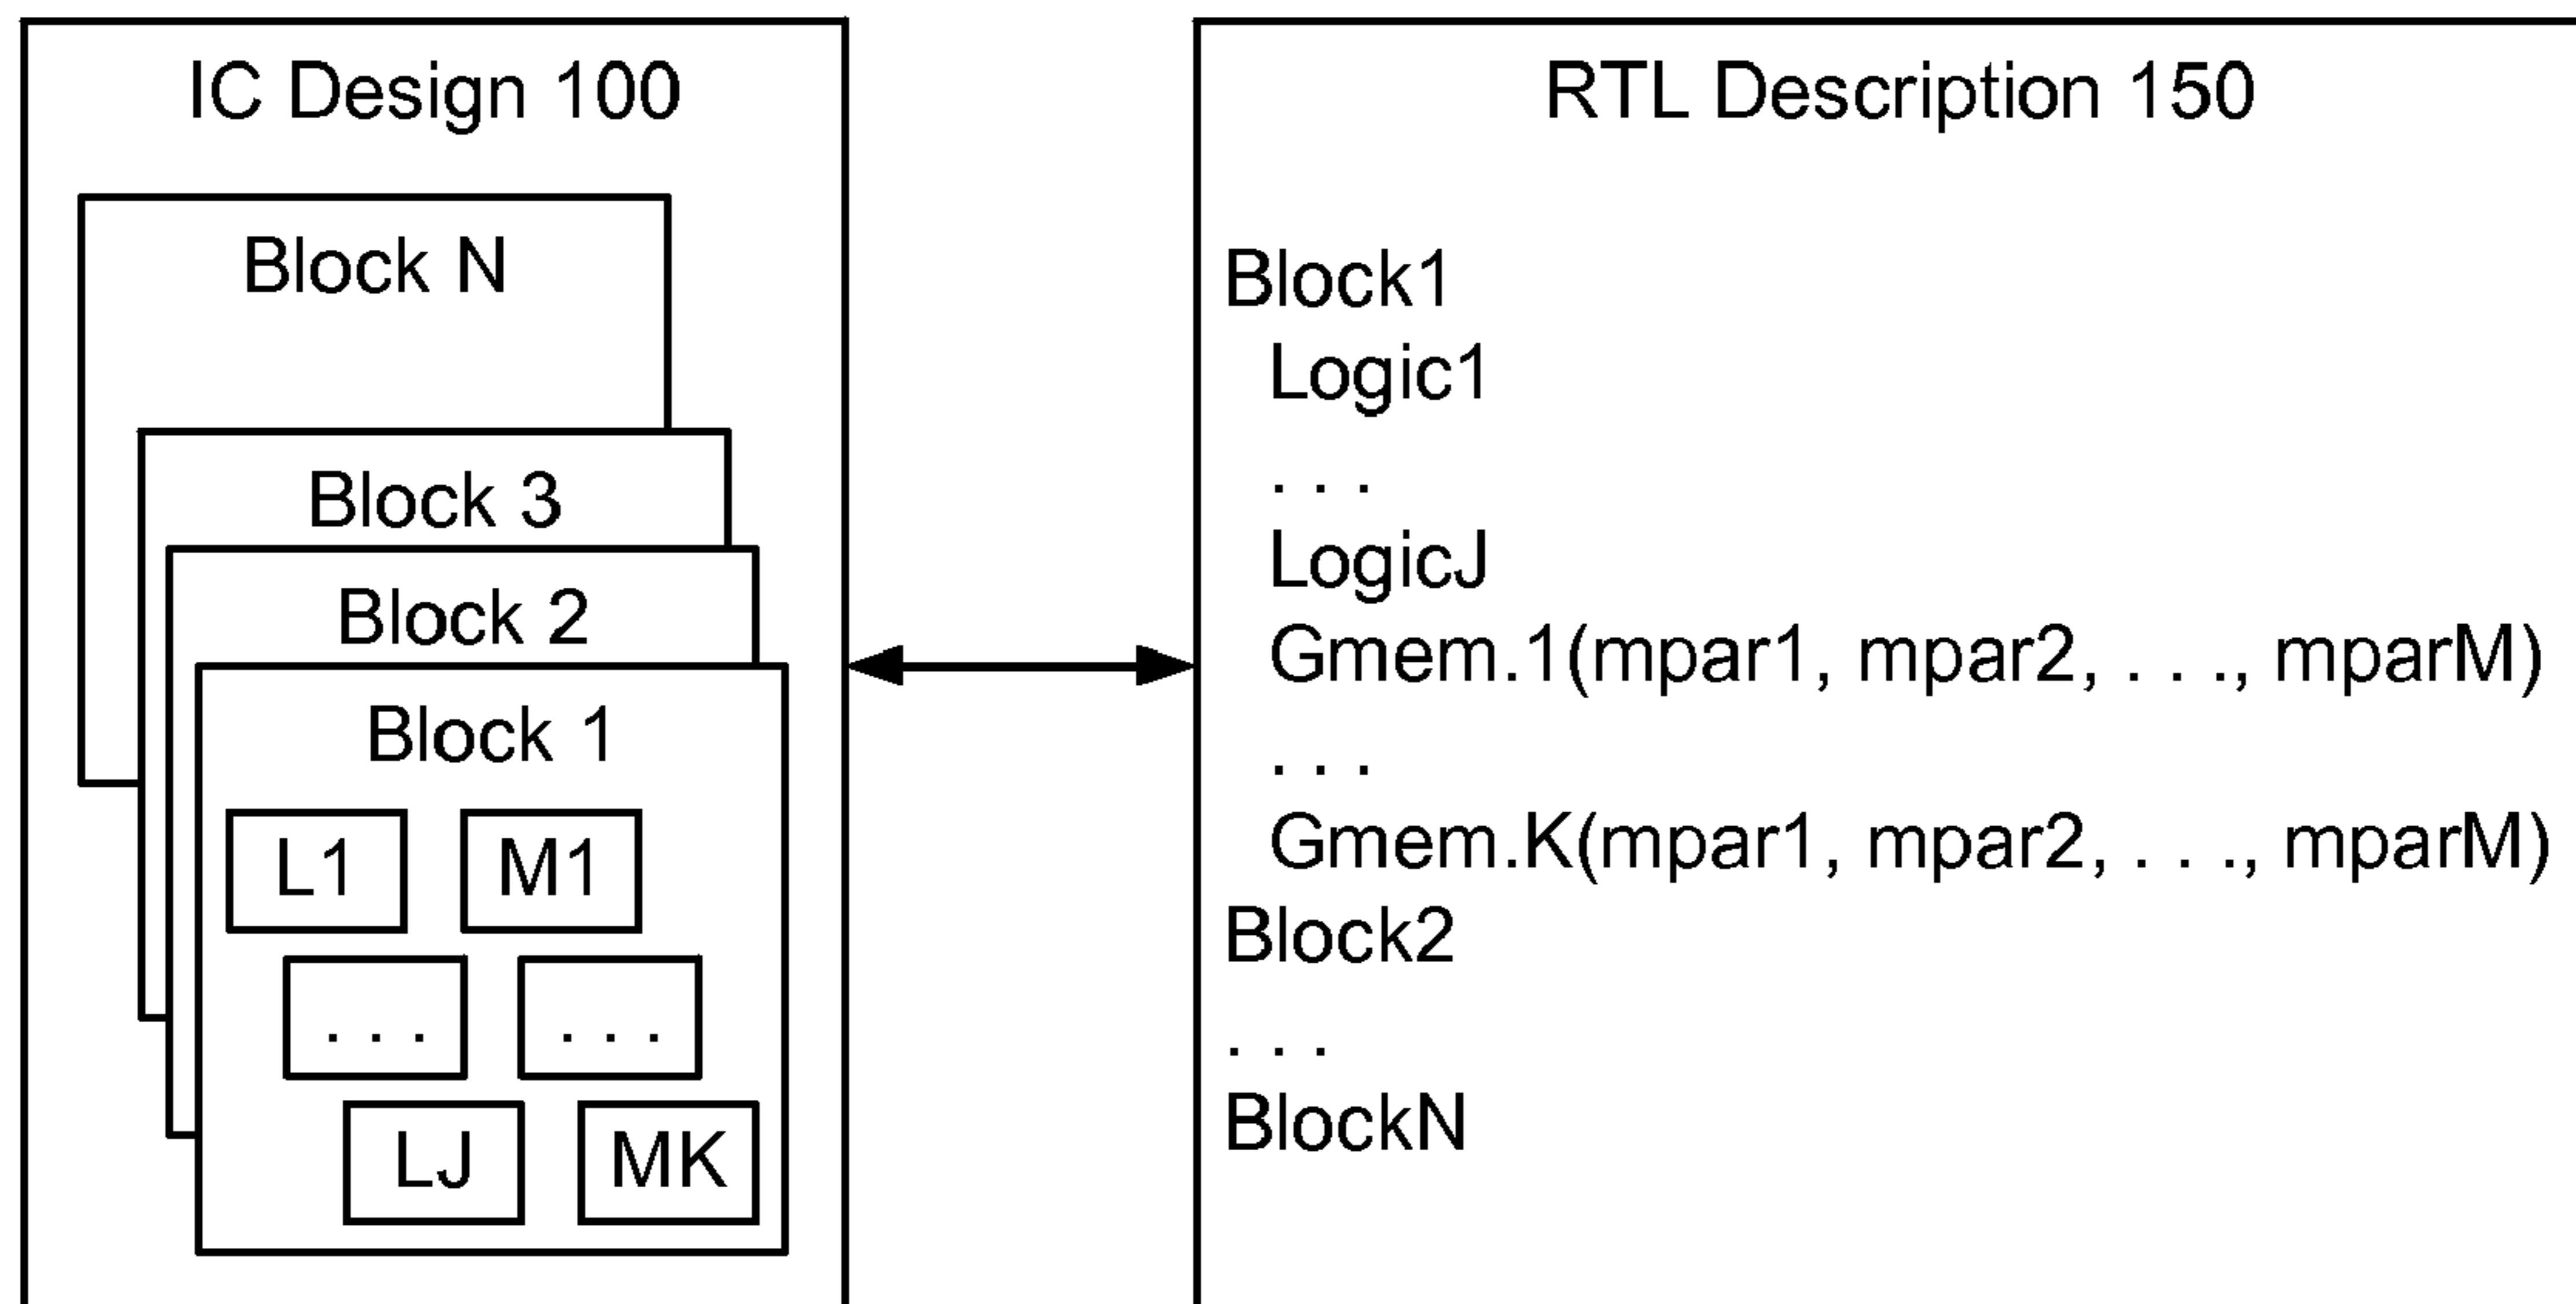 IC Design 100
Block N
Block 3
Block 2
Block 1
L1 M1
. . . . . .
LJ MK
RTL Description 150
Block1
Logic1
. . .
LogicJ
Gmem.1(mpar1, mpar2, . . ., mparM)
. . .
Gmem.K(mpar1, mpar2, . . ., mparM)
Block2
. . .
BlockN